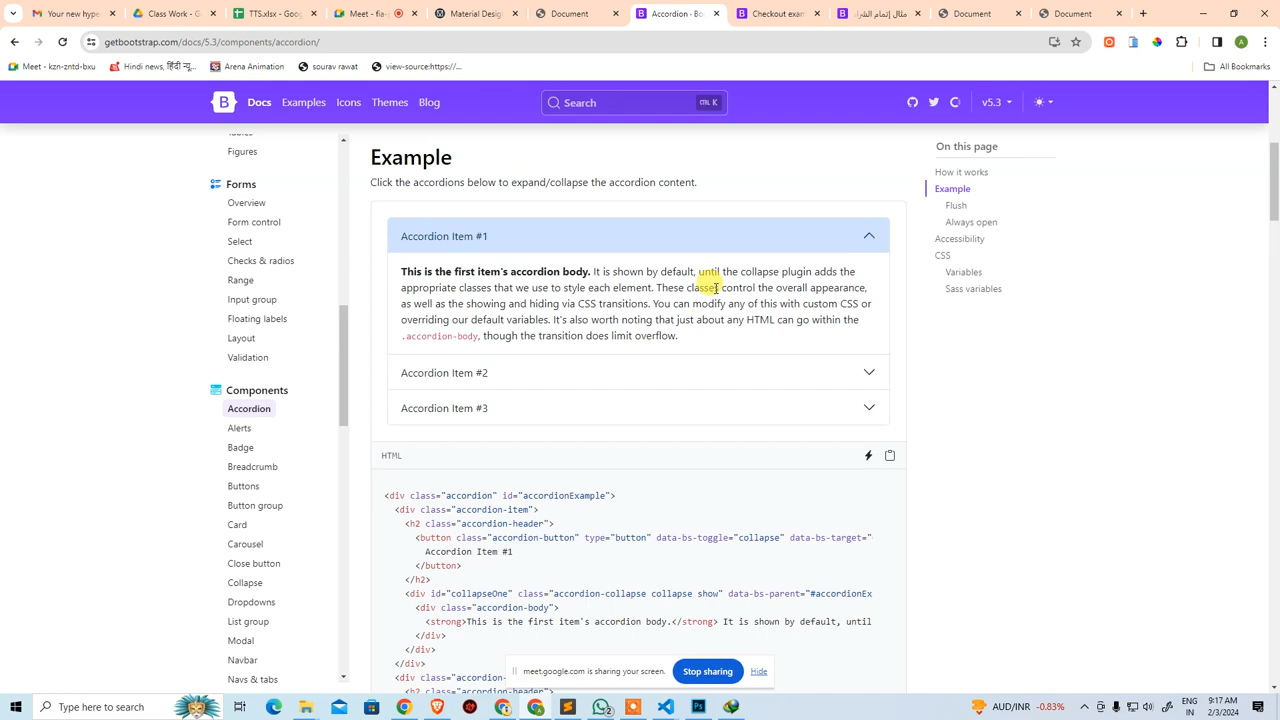 You want new hype
Class Work - G
TTS.xlsx - Goog
Meet - fia
Material Desig
Document
Accordion - Bo
Checkout exam
مثال إتمام الشراء
Document
Document
getbootstrap.com/docs/5.3/components/accordion/
Meet - kzn-zntd-bxu
Hindi news, हिंदी न्यू...
Arena Animation
sourav rawat
view-source:https://...
All Bookmarks
Docs
Examples
Icons
Themes
Blog
Search
CTRL K
v5.3
Tables
Figures
Forms
Overview
Form control
Select
Checks & radios
Range
Input group
Floating labels
Layout
Validation
Components
Accordion
Alerts
Badge
Breadcrumb
Buttons
Button group
Card
Carousel
Close button
Collapse
Dropdowns
List group
Modal
Navbar
Navs & tabs
Example
Click the accordions below to expand/collapse the accordion content.
Accordion Item #1
This is the first item's accordion body. It is shown by default, until the collapse plugin adds the
appropriate classes that we use to style each element. These classes control the overall appearance,
as well as the showing and hiding via CSS transitions. You can modify any of this with custom CSS or
overriding our default variables. It's also worth noting that just about any HTML can go within the
.accordion-body, though the transition does limit overflow.
Accordion Item #2
Accordion Item #3
HTML
<div class="accordion" id="accordionExample">
<div class="accordion-item">
<h2 class="accordion-header">
<button class="accordion-button" type="button" data-bs-toggle="collapse" data-bs-target="
Accordion Item #1
</button>
</h2>
<div id="collapseOne" class="accordion-collapse collapse show" data-bs-parent="#accordionEx
<div class="accordion-body">
<strong>This is the first item's accordion body.</strong> It is shown by default, until
</div>
</div>
</div>
<div class="accordion-
<h2 class="accordion-h
On this page
How it works
Example
Flush
Always open
Accessibility
CSS
Variables
Sass variables
meet.google.com is sharing your screen.
Stop sharing
Hide
Type here to search
2
AUD/INR -0.83%
ENG
IN
9:17 AM
2/3/2024